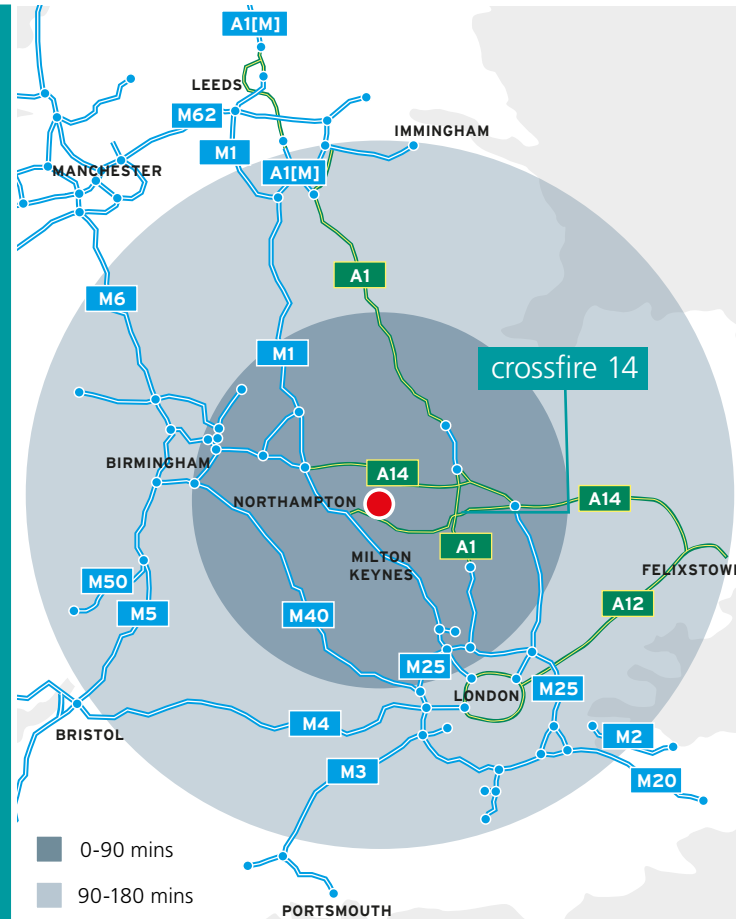 A1[M]
LEEDS
M62
IMMINGHAM
M1
MANCHESTER
A1[M]
A1
M6
M1
crossfire 14
BIRMINGHAM
A14
NORTHAMPTON
A14
A1
MILTON
KEYNES
FELIXSTOW
M50
A12
M5
M40
M25
M25
LONDON
M4
BRISTOL
M2
M3
M20
0-90 mins
90-180 mins
PORTSMOUTH